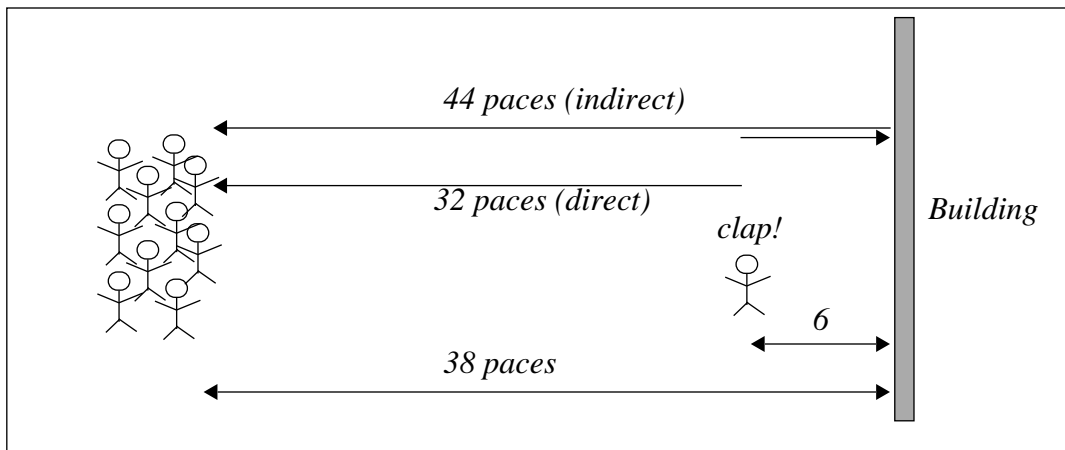 44 paces (indirect)
32 paces (direct)
Building
clap!
6
38 paces